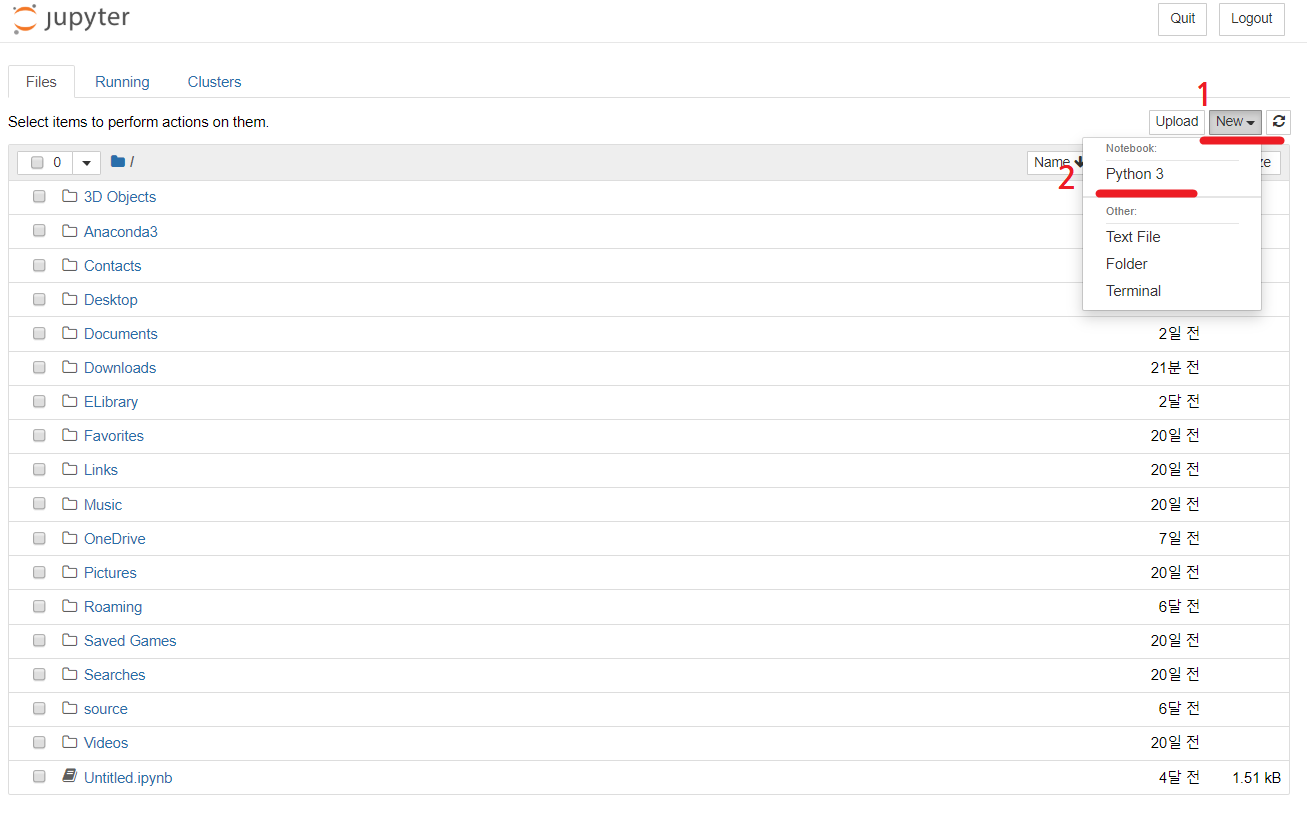 jupyter
Quit Logout
Files Running Clusters
1
Select items to perform actions on them. Upload New
0 / Name ze
Notebook:
2 Python 3
Other:
Text File
Folder
Terminal
3D Objects
Anaconda3
Contacts
Desktop
Documents 2일 전
Downloads 21분 전
ELibrary 2달 전
Favorites 20일 전
Links 20일 전
Music 20일 전
OneDrive 7일 전
Pictures 20일 전
Roaming 6달 전
Saved Games 20일 전
Searches 20일 전
source 6달 전
Videos 20일 전
Untitled.ipynb 4달 전 1.51 kB